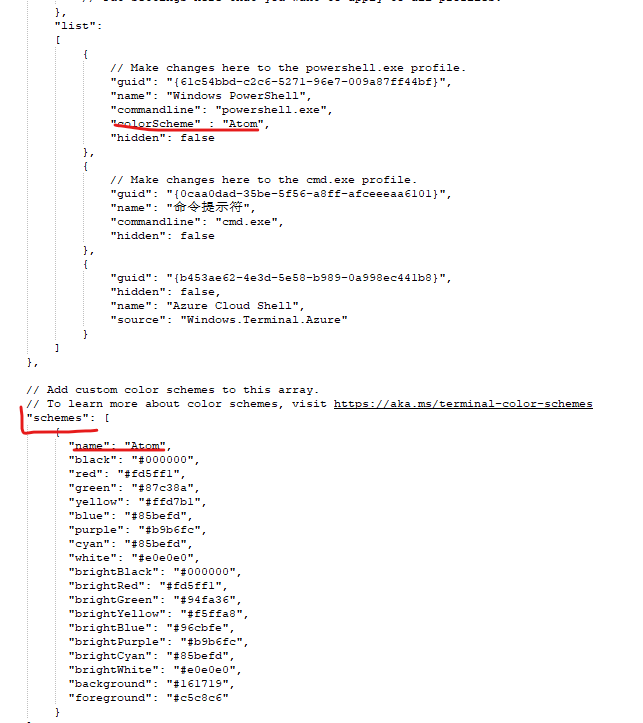 },
"list":
[
{
// Make changes here to the powershell.exe profile.
"guid": "{61c54bbd-c2c6-5271-96e7-009a87ff44bf}",
"name": "Windows PowerShell",
"commandline": "powershell.exe",
"colorScheme" : "Atom",
"hidden": false
},
{
// Make changes here to the cmd.exe profile.
"guid": "{0caa0dad-35be-5f56-a8ff-afceeeaa6101}",
"name": "命令提示符",
"commandline": "cmd.exe",
"hidden": false
},
{
"guid": "{b453ae62-4e3d-5e58-b989-0a998ec441b8}",
"hidden": false,
"name": "Azure Cloud Shell",
"source": "Windows.Terminal.Azure"
}
]
},
// Add custom color schemes to this array.
// To learn more about color schemes, visit https://aka.ms/terminal-color-schemes
"schemes": [
{
"name": "Atom",
"black": "#000000",
"red": "#fd5ff1",
"green": "#87c38a",
"yellow": "#ffd7b1",
"blue": "#85befd",
"purple": "#b9b6fc",
"cyan": "#85befd",
"white": "#e0e0e0",
"brightBlack": "#000000",
"brightRed": "#fd5ff1",
"brightGreen": "#94fa36",
"brightYellow": "#f5ffa8",
"brightBlue": "#96cbfe",
"brightPurple": "#b9b6fc",
"brightCyan": "#85befd",
"brightWhite": "#e0e0e0",
"background": "#161719",
"foreground": "#c5c8c6"
}